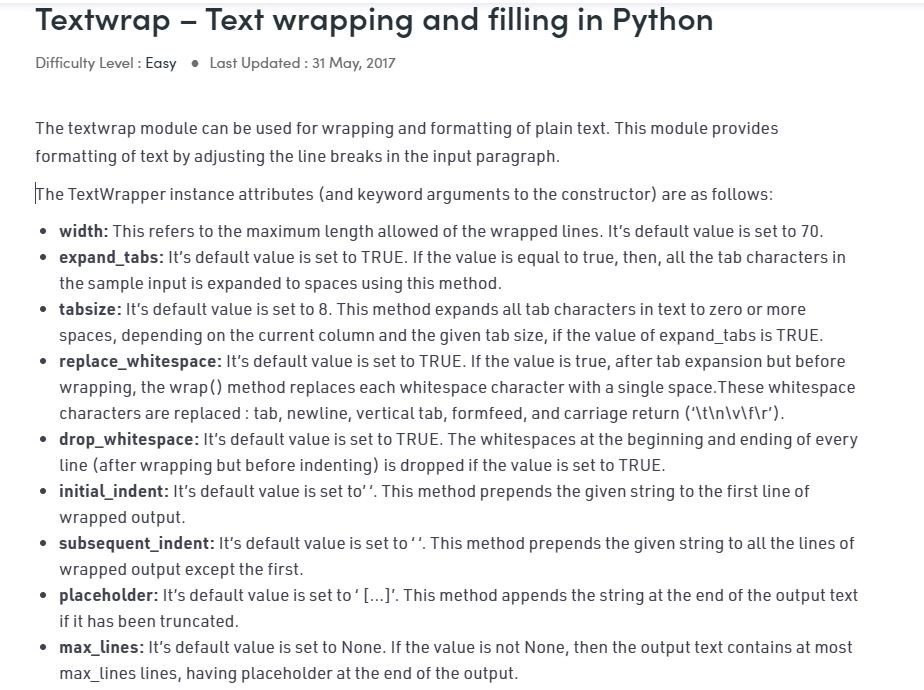 Textwrap – Text wrapping and filling in Python
Difficulty Level : Easy ● Last Updated : 31 May, 2017
The textwrap module can be used for wrapping and formatting of plain text. This module provides
formatting of text by adjusting the line breaks in the input paragraph.
The TextWrapper instance attributes (and keyword arguments to the constructor) are as follows:
• width: This refers to the maximum length allowed of the wrapped lines. It’s default value is set to 70.
• expand_tabs: It’s default value is set to TRUE. If the value is equal to true, then, all the tab characters in
the sample input is expanded to spaces using this method.
• tabsize: It’s default value is set to 8. This method expands all tab characters in text to zero or more
spaces, depending on the current column and the given tab size, if the value of expand_tabs is TRUE.
• replace_whitespace: It’s default value is set to TRUE. If the value is true, after tab expansion but before
wrapping, the wrap() method replaces each whitespace character with a single space.These whitespace
characters are replaced : tab, newline, vertical tab, formfeed, and carriage return (‘\t\n\v\f\r’).
• drop_whitespace: It’s default value is set to TRUE. The whitespaces at the beginning and ending of every
line (after wrapping but before indenting) is dropped if the value is set to TRUE.
• initial_indent: It’s default value is set to’ ‘. This method prepends the given string to the first line of
wrapped output.
• subsequent_indent: It’s default value is set to ‘ ‘. This method prepends the given string to all the lines of
wrapped output except the first.
• placeholder: It’s default value is set to ‘ […]’. This method appends the string at the end of the output text
if it has been truncated.
• max_lines: It’s default value is set to None. If the value is not None, then the output text contains at most
max_lines lines, having placeholder at the end of the output.